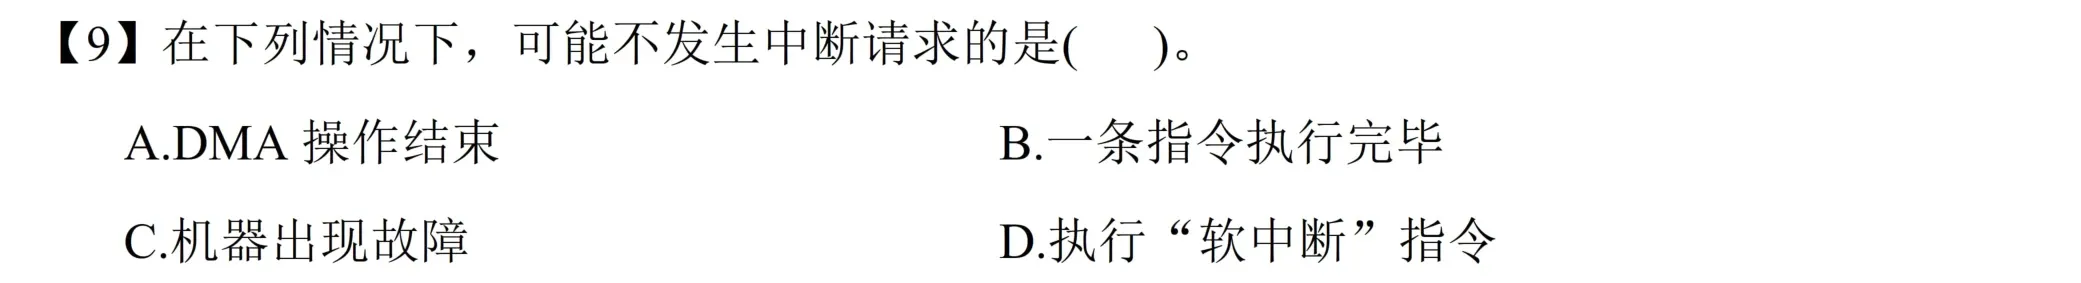 【9】在下列情况下，可能不发生中断请求的是(    )。
A.DMA 操作结束    B.一条指令执行完毕
C.机器出现故障    D.执行“软中断”指令